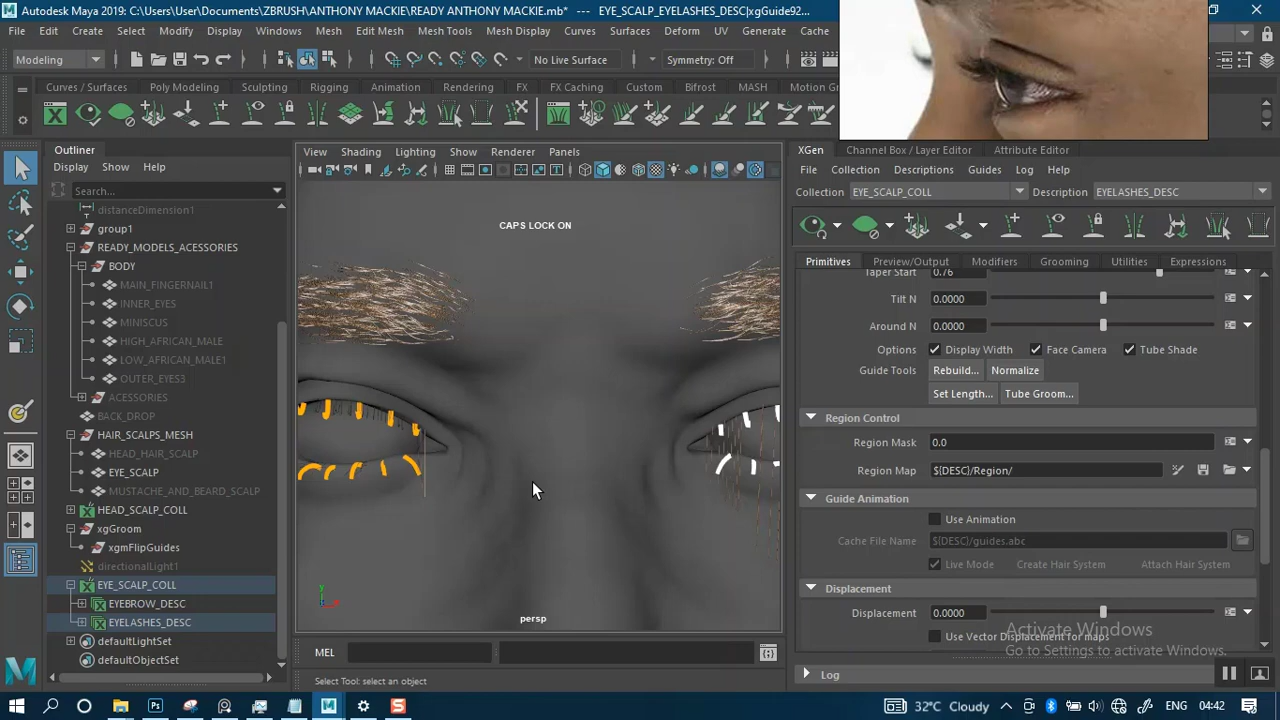 Autodesk Maya 2019: C:\Users\User\Documents\ZBRUSH\ANTHONY MACKIE\READY ANTHONY MACKIE.mb* --- EYE_SCALP_EYELASHES_DESC|xgGuide92...
File Edit Create Select Modify Display Windows Mesh Edit Mesh Mesh Tools Mesh Display Curves Surfaces Deform UV Generate Cache
Modeling No Live Surface Symmetry: Off
Curves / Surfaces Poly Modeling Sculpting Rigging Animation Rendering FX FX Caching Custom Bifrost MASH Motion Gr
Outliner
Display Show Help
Search...
distanceDimension1
group1
READY_MODELS_ACESSORIES
BODY
MAIN_FINGERNAIL1
INNER_EYES
MINISCUS
HIGH_AFRICAN_MALE
LOW_AFRICAN_MALE1
OUTER_EYES3
ACESSORIES
BACK_DROP
HAIR_SCALPS_MESH
HEAD_HAIR_SCALP
EYE_SCALP
MUSTACHE_AND_BEARD_SCALP
HEAD_SCALP_COLL
xgGroom
xgmFlipGuides
directionalLight1
EYE_SCALP_COLL
EYEBROW_DESC
EYELASHES_DESC
defaultLightSet
defaultObjectSet
View Shading Lighting Show Renderer Panels
CAPS LOCK ON
persp
XGen Channel Box / Layer Editor Attribute Editor
File Collection Descriptions Guides Log Help
Collection EYE_SCALP_COLL Description EYELASHES_DESC
Primitives Preview/Output Modifiers Grooming Utilities Expressions
Taper Start 0.76
Tilt N 0.0000
Around N 0.0000
Options Display Width Face Camera Tube Shade
Guide Tools Rebuild... Normalize
Set Length... Tube Groom...
Region Control
Region Mask 0.0
Region Map ${DESC}/Region/
Guide Animation
Use Animation
Cache File Name ${DESC}/guides.abc
Live Mode Create Hair System Attach Hair System
Displacement
Displacement 0.0000
Use Vector Displacement for maps
Activate Windows
Go to Settings to activate Windows.
Log
MEL
Select Tool: select an object
32°C Cloudy ENG 04:42